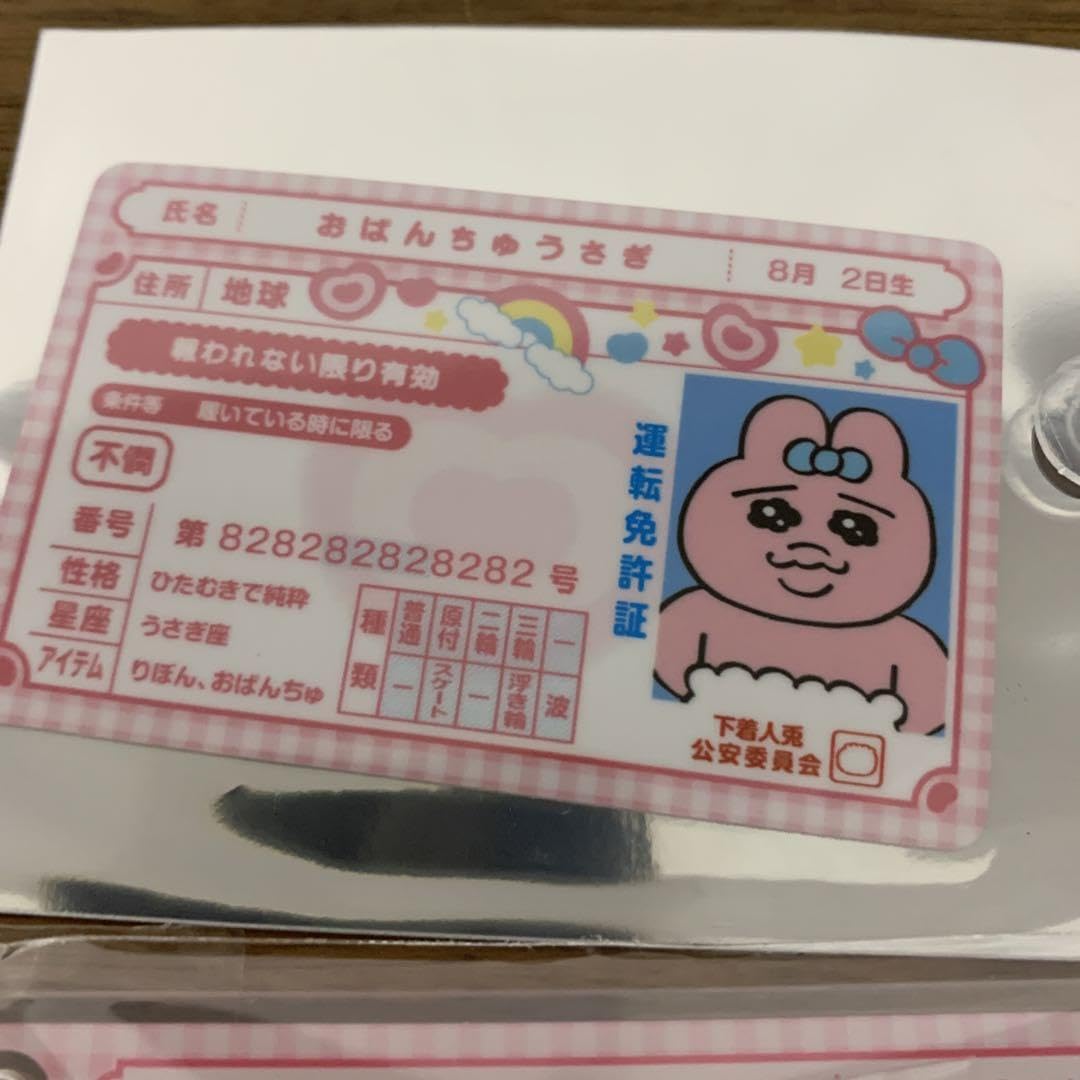 氏名 おぱんちゅうさぎ 8月 2日生
住所 地球
報われない限り有効
条件等 履いている時に限る
不憫
番号 第 828282828282 号
性格 ひたむきで純粋
星座 うさぎ座
アイテム りぼん、おぱんちゅ
種類
普通 原付 二輪 三輪 一
一 スケート 一 浮き輪 波
運転免許証
下着人兎
公安委員会